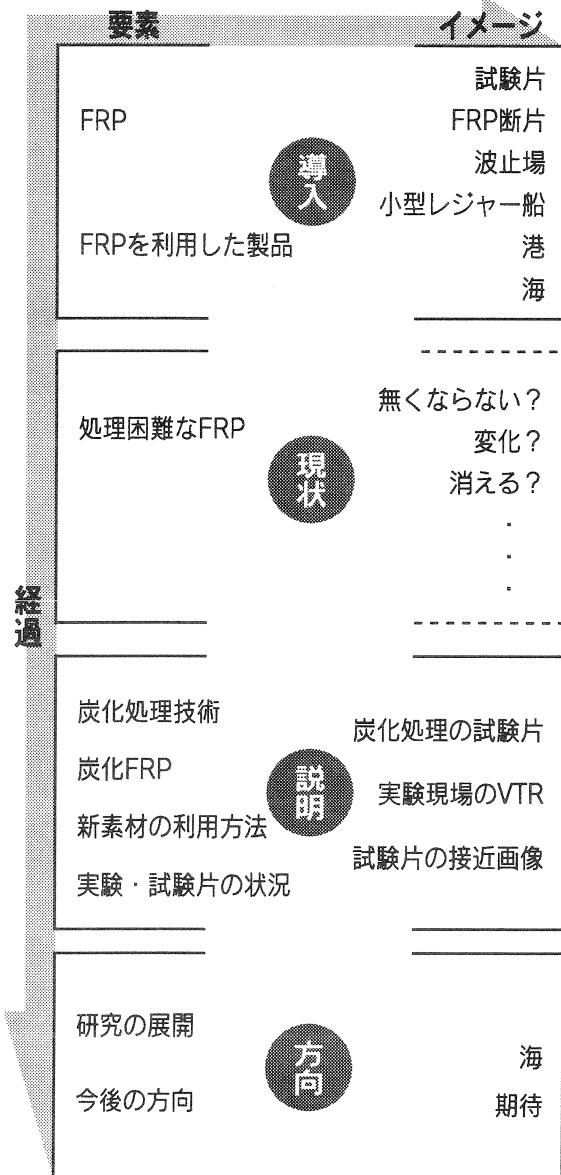 要素
イメージ
経過
FRP
FRPを利用した製品
導入
試験片
FRP断片
波止場
小型レジャー船
港
海
処理困難なFRP
現状
無くならない？
変化？
消える？
・
・
・
炭化処理技術
炭化FRP
新素材の利用方法
実験・試験片の状況
説明
炭化処理の試験片
実験現場のVTR
試験片の接近画像
研究の展開
今後の方向
方向
海
期待